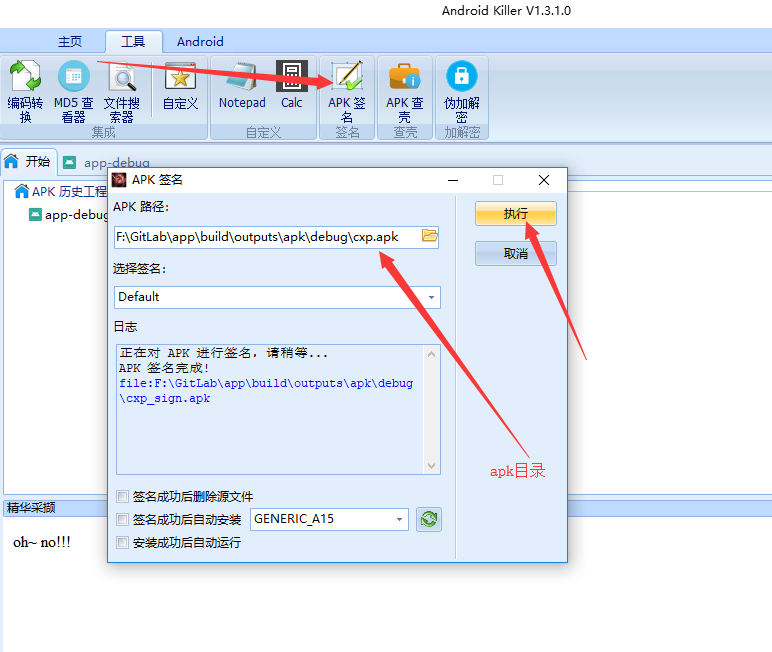 Android Killer V1.3.1.0
主页 工具 Android
编码转换
MD5 查看器
文件搜索器
自定义
Notepad
Calc
APK 签名
APK 查壳
伪加解密
集成 自定义 签名 查壳 加解密
开始 app-debug
APK 历史工程
app-debug
APK 签名
APK 路径:
F:\GitLab\app\build\outputs\apk\debug\cxp.apk
执行
取消
选择签名:
Default
日志
正在对 APK 进行签名, 请稍等...
APK 签名完成!
file:F:\GitLab\app\build\outputs\apk\debug
\cxp_sign.apk
apk目录
签名成功后删除源文件
签名成功后自动安装 GENERIC_A15
安装成功后自动运行
精华采撷
oh~ no!!!